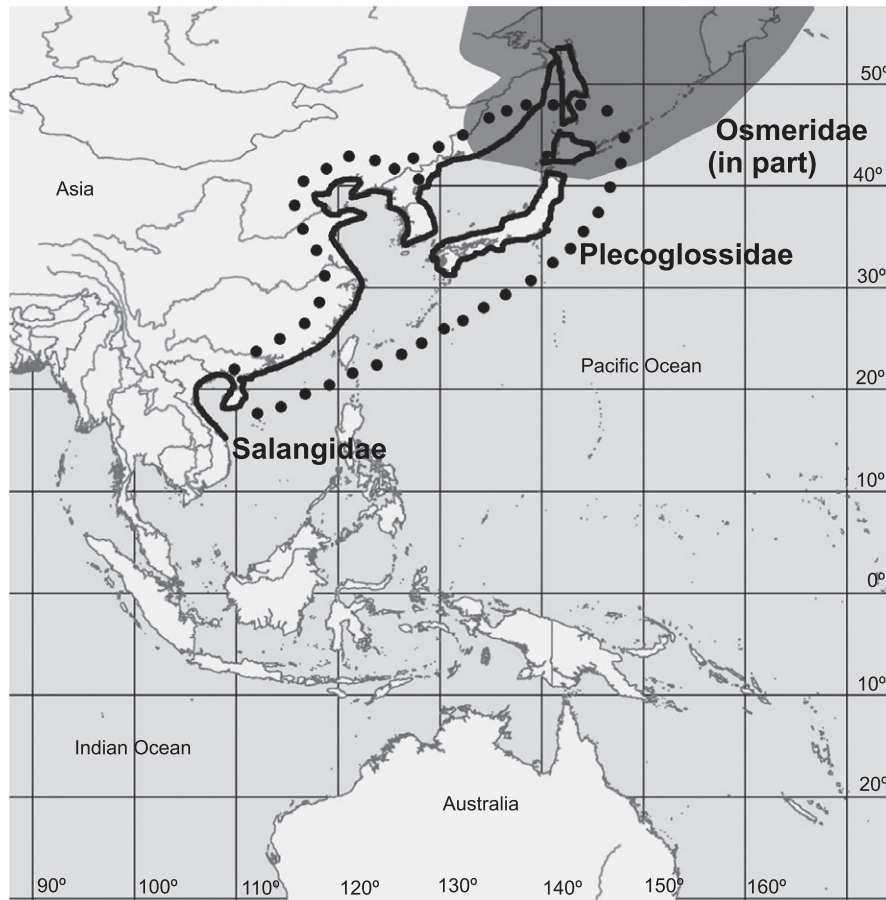 50º
Osmeridae
(in part)
Asia
40º
Plecoglossidae
30º
Pacific Ocean
20º
Salangidae
10º
0º
10º
Indian Ocean
20º
Australia
90º 100º 110º 120º 130º 140º 150º 160º